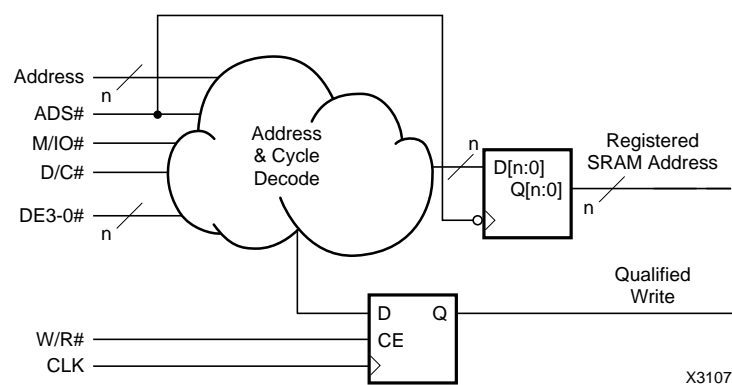 Address
n
ADS#
M/IO#
D/C#
DE3-0#
n
Address
& Cycle
Decode
n
D[n:0]
Q[n:0]
Registered
SRAM Address
n
D
Q
CE
W/R#
CLK
Qualified
Write
X3107